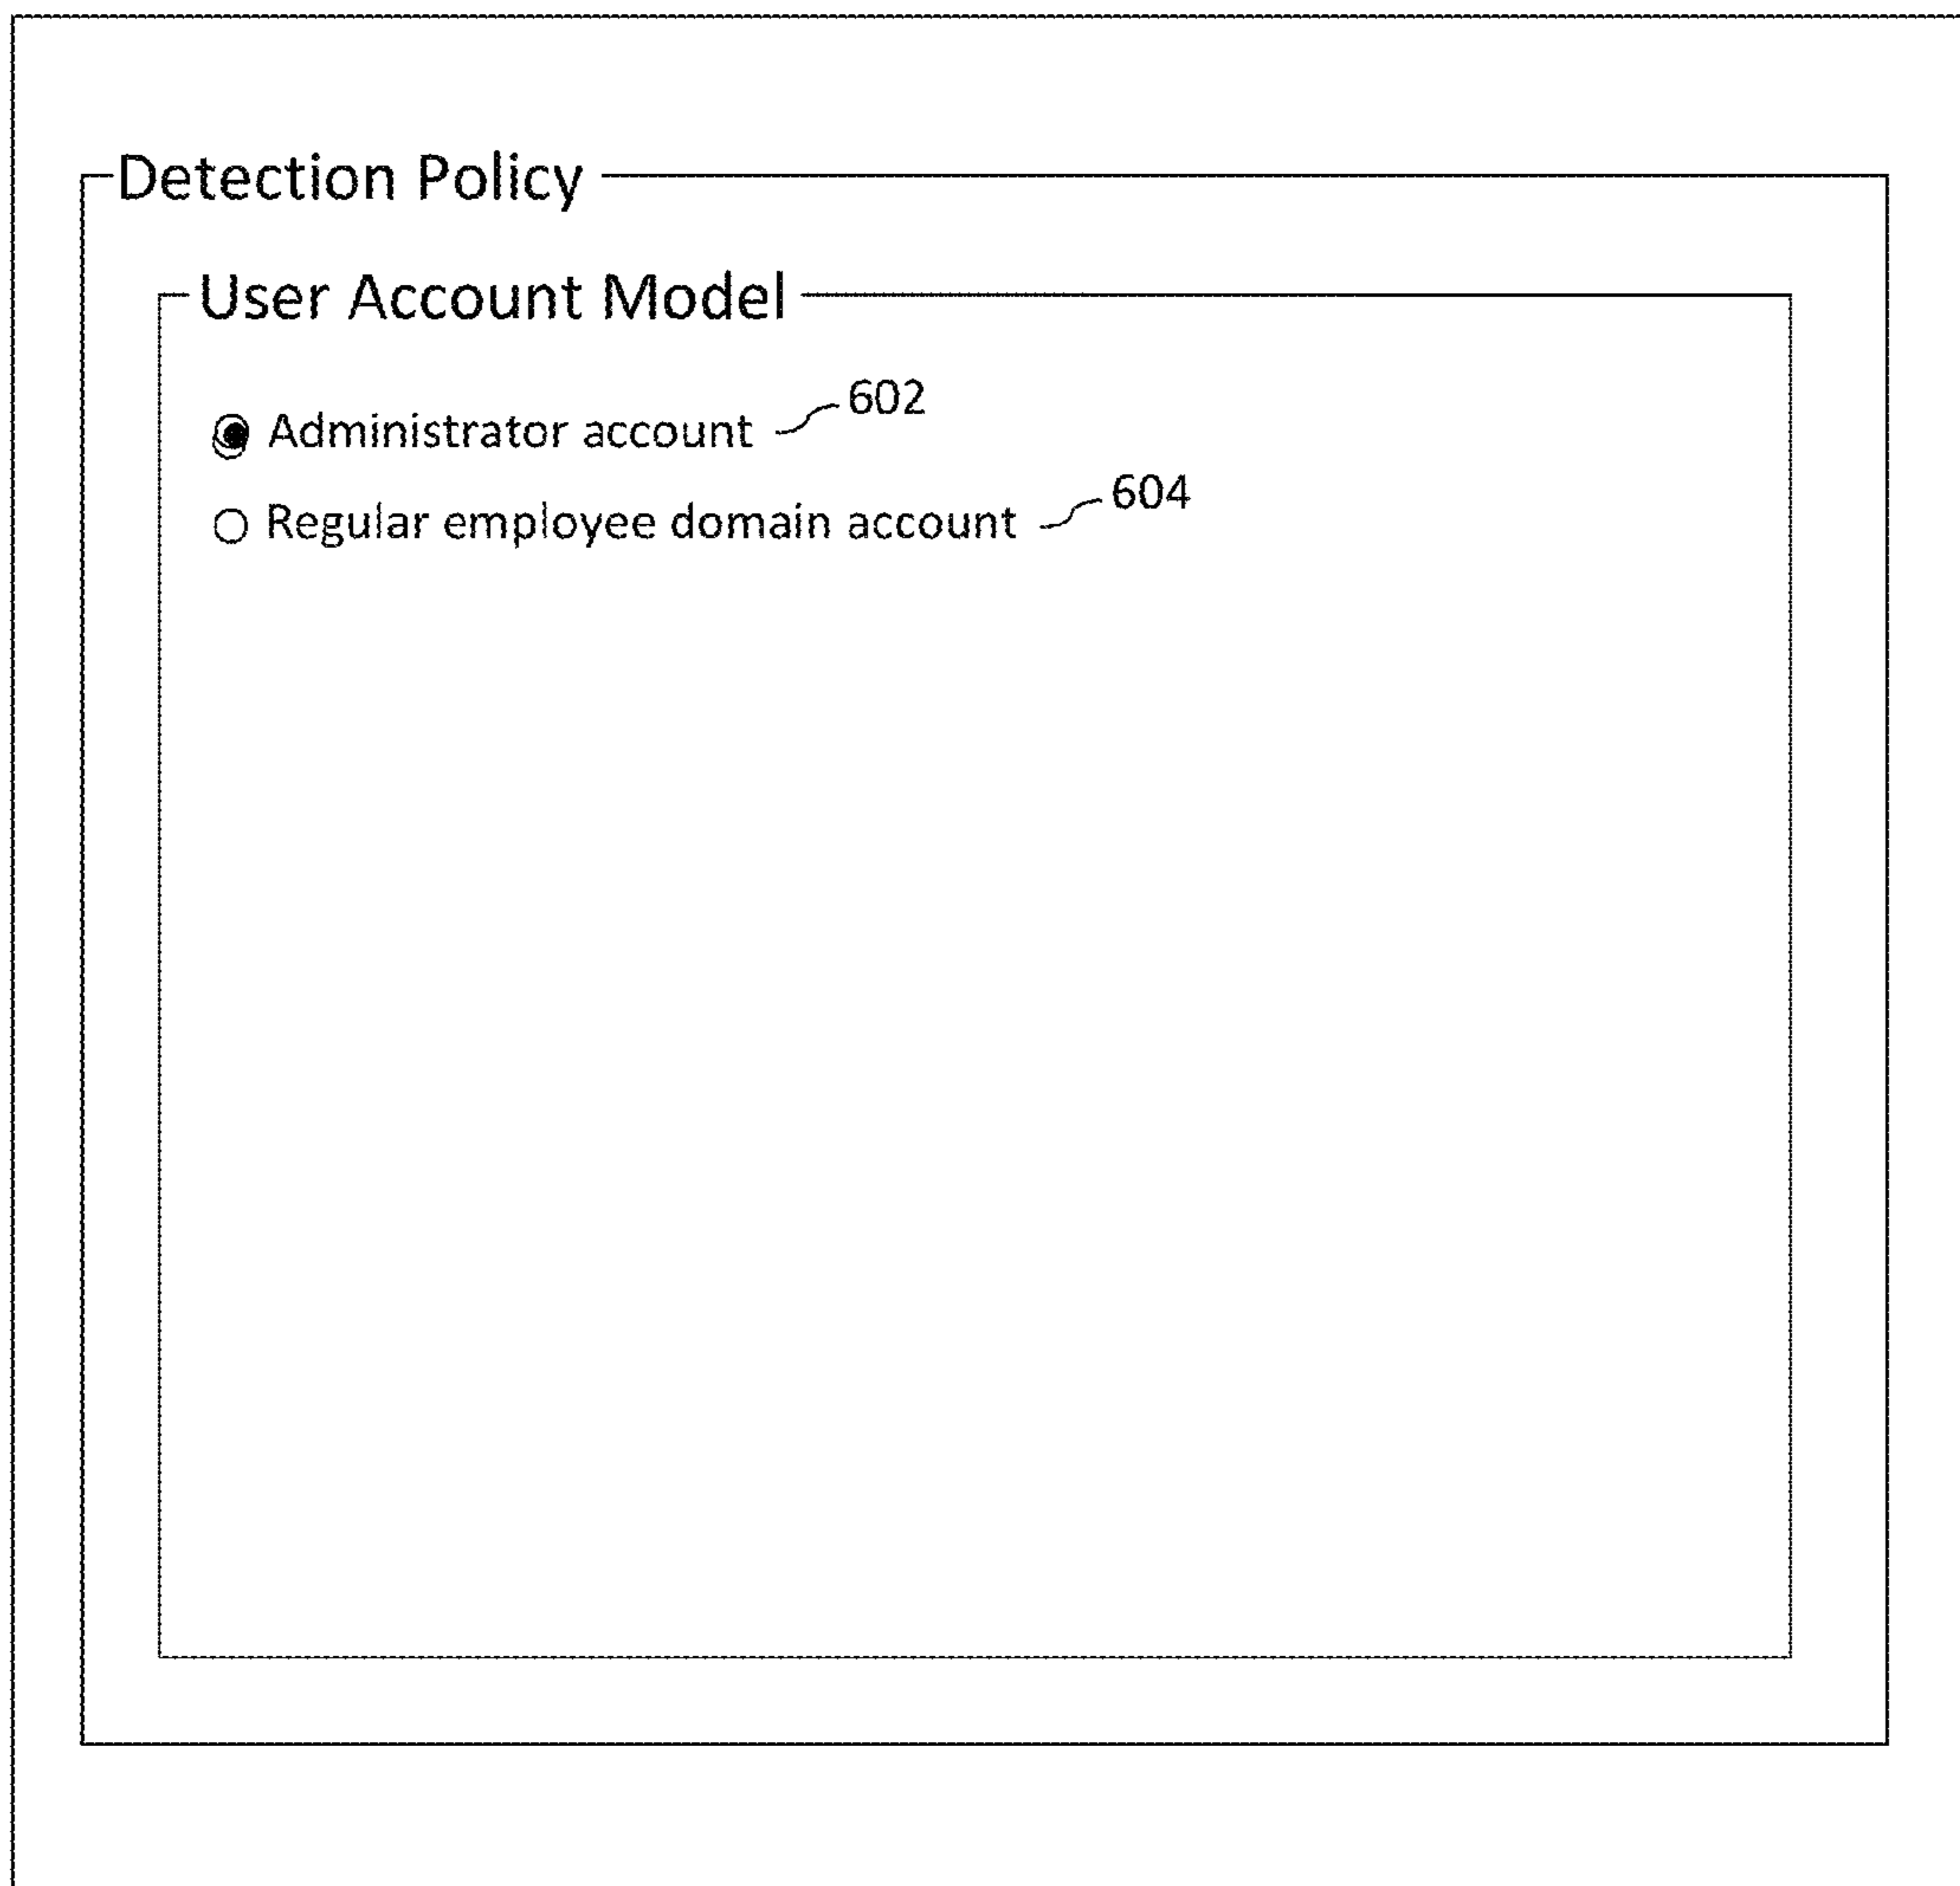 Detection Policy
User Account Model
Administrator account 602
Regular employee domain account 604